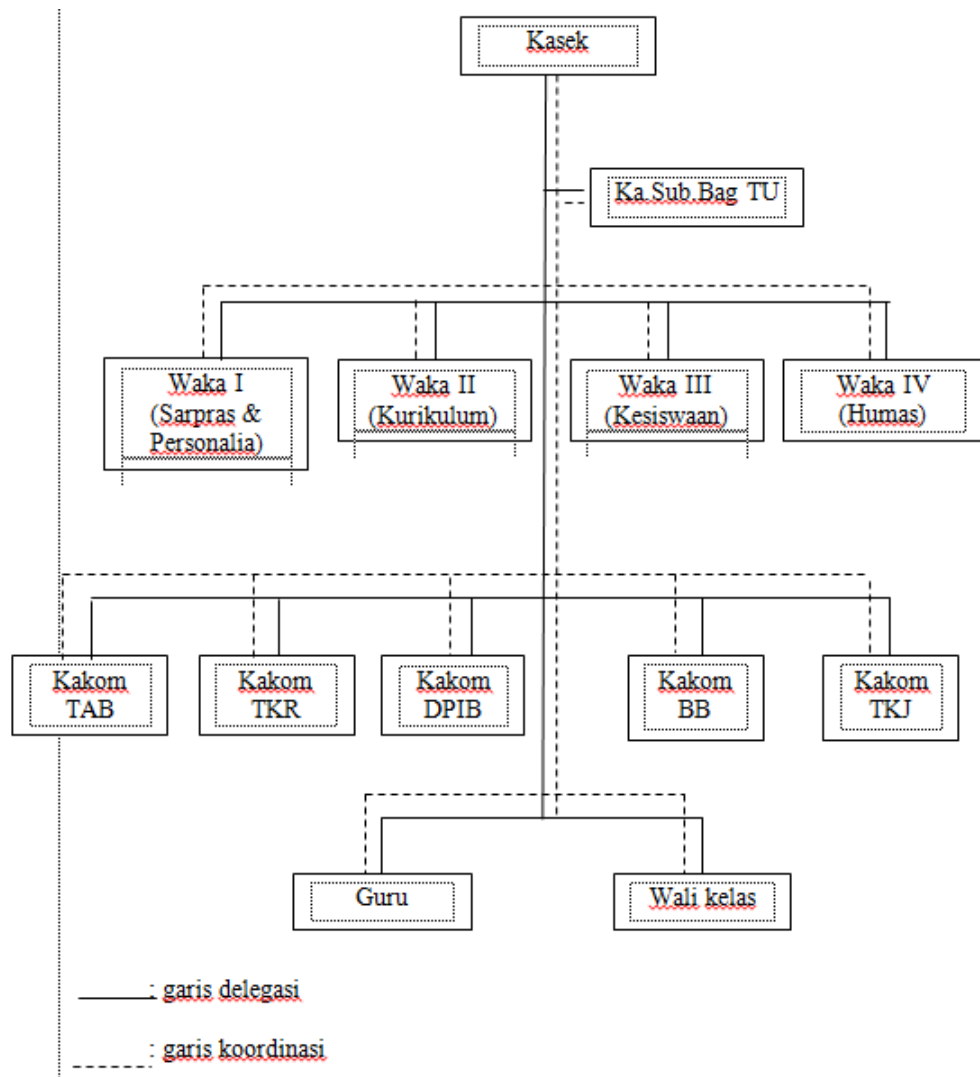 Kasek
Ka.Sub.Bag TU
Waka I
(Sarpras &
Personalia)
Waka II
(Kurikulum)
Waka III
(Kesiswaan)
Waka IV
(Humas)
Kakom
TAB
Kakom
TKR
Kakom
DPIB
Kakom
BB
Kakom
TKJ
Guru
Wali kelas
: garis delegasi
: garis koordinasi